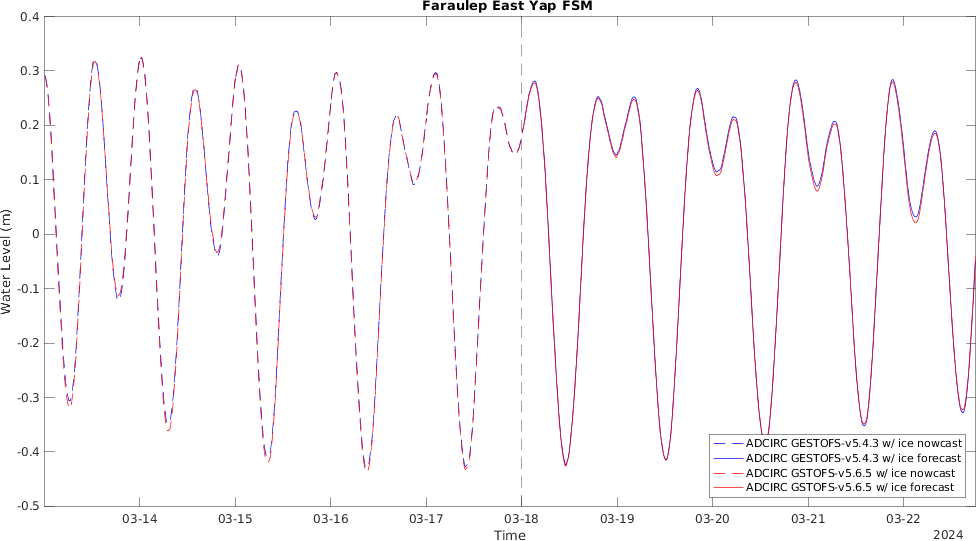 Faraulep East Yap FSM
0.4
0.3
0.2
0.1
0
-0.1
-0.2
-0.3
-0.4
-0.5
Water Level (m)
ADCIRC GESTOFS-v5.4.3 w/ ice nowcast
ADCIRC GESTOFS-v5.4.3 w/ ice forecast
ADCIRC GSTOFS-v5.6.5 w/ ice nowcast
ADCIRC GSTOFS-v5.6.5 w/ ice forecast
03-14 03-15 03-16 03-17 03-18 03-19 03-20 03-21 03-22
Time
2024